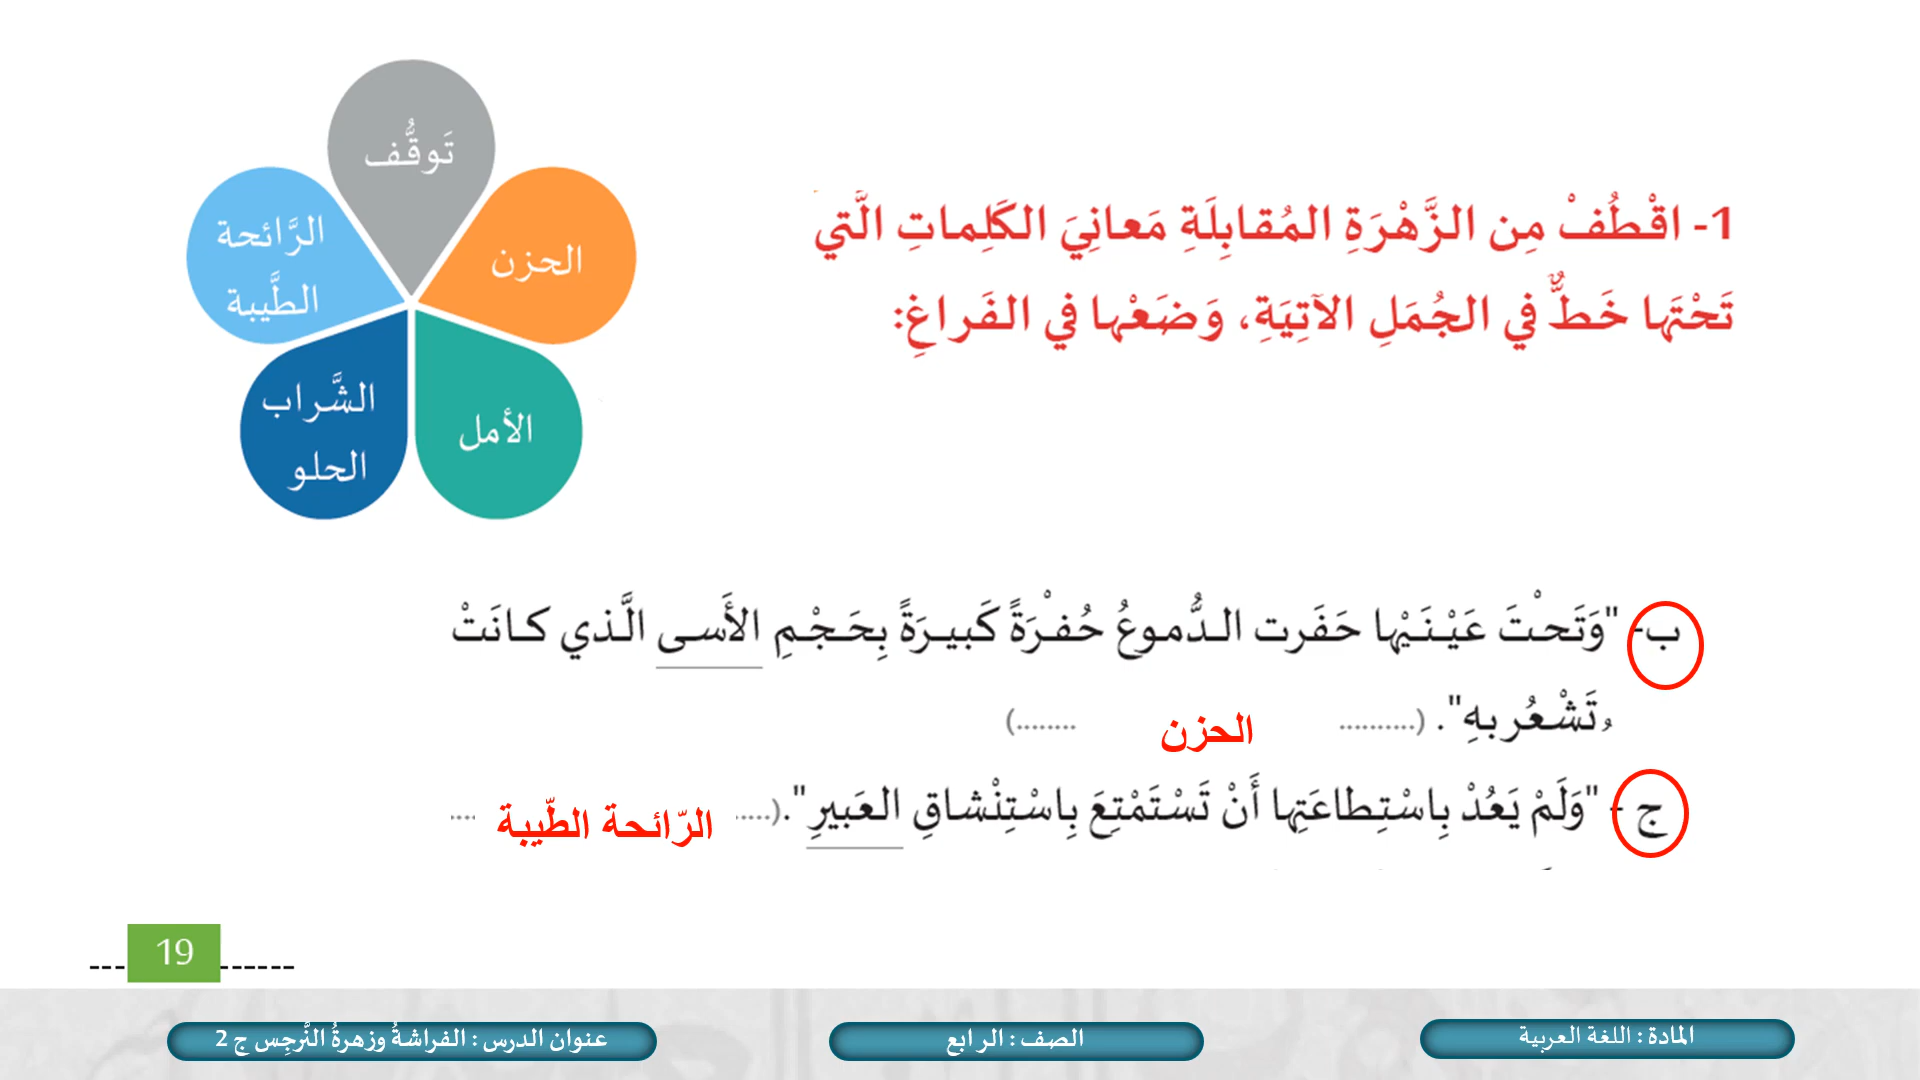 1- اقْطُفْ مِن الزَّهْرَةِ المُقابِلَةِ مَعانِيَ الكَلِماتِ الَّتي
تَحْتَها خَطٌّ في الجُمَلِ الآتِيَةِ، وَضَعْها في الفَراغِ:
تَوقُّف
الحزن
الرَّائحة
الطَّيبة
الشَّراب
الحلو
الأمل
ب- "وَتَحْتَ عَيْنَيْها حَفَرت الدُّموعُ حُفْرَةً كَبيرَةً بِحَجْمِ الأَسى الَّذي كانَتْ
تَشْعُر بهِ". (.......... الحزن ........)
ج - "وَلَمْ يَعُدْ بِاسْتِطاعَتِها أَنْ تَسْتَمْتِعَ بِاسْتِنْشاقِ العَبيرِ".(..... الرّائحة الطّيبة ....
19
المادة : اللغة العربية
الصف : الرابع
عنوان الدرس : الفراشةُ وزهرةُ النَّرجِس ج 2